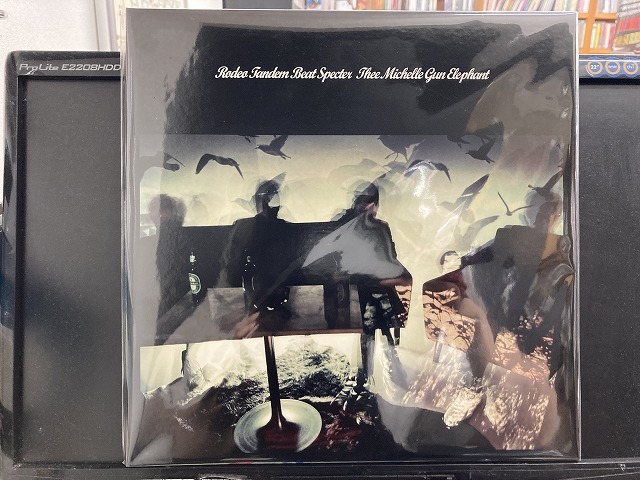 ProLite E2208HDD
Rodeo Tandem Beat Specter Thee Michelle Gun Elephant